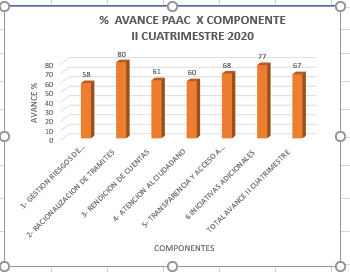 % AVANCE PAAC X COMPONENTE
II CUATRIMESTRE 2020
AVANCE %
80
70
60
50
40
30
20
10
0
58
80
61
60
68
77
67
1- GESTION RIESGOS DE...
2- RACIONALIZACION DE TRAMITES
3- RENDICION DE CUENTAS
4- ATENCION AL CIUDADANO
5- TRANSPARENCIA Y ACCESO A...
6 INICIATIVAS ADICIONALES
TOTAL AVANCE II CUATRIMESTRE
COMPONENTES